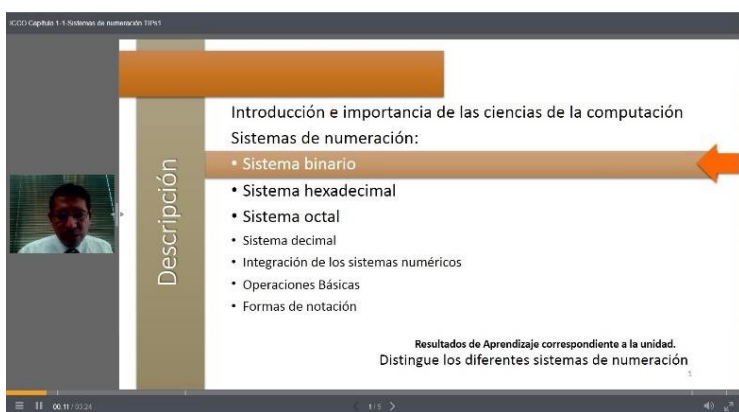 ICCO Capítulo 1-1-Sistemas de numeración TIPs1
Descripción
Introducción e importancia de las ciencias de la computación
Sistemas de numeración:
• Sistema binario
• Sistema hexadecimal
• Sistema octal
• Sistema decimal
• Integración de los sistemas numéricos
• Operaciones Básicas
• Formas de notación
Resultados de Aprendizaje correspondiente a la unidad.
Distingue los diferentes sistemas de numeración
00:11 / 03:24
1 / 5